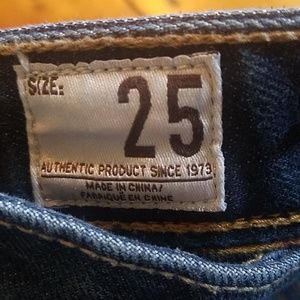 SIZE:
25
AUTHENTIC PRODUCT SINCE 1973
MADE IN CHINA/
FABRIQUÉ EN CHINE